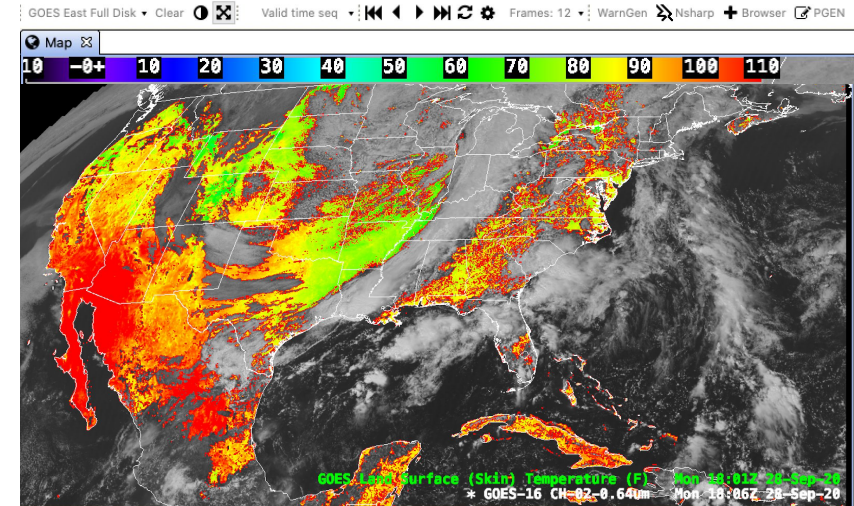 GOES East Full Disk Clear Valid time seq Frames: 12 WarnGen Nsharp Browser PGEN
Map
10 -0+ 10 20 30 40 50 60 70 80 90 100 110
GOES Land Surface (Skin) Temperature (F) Mon 18:01Z 28-Sep-20
* GOES-16 CH-02-0.64um Mon 18:06Z 28-Sep-20